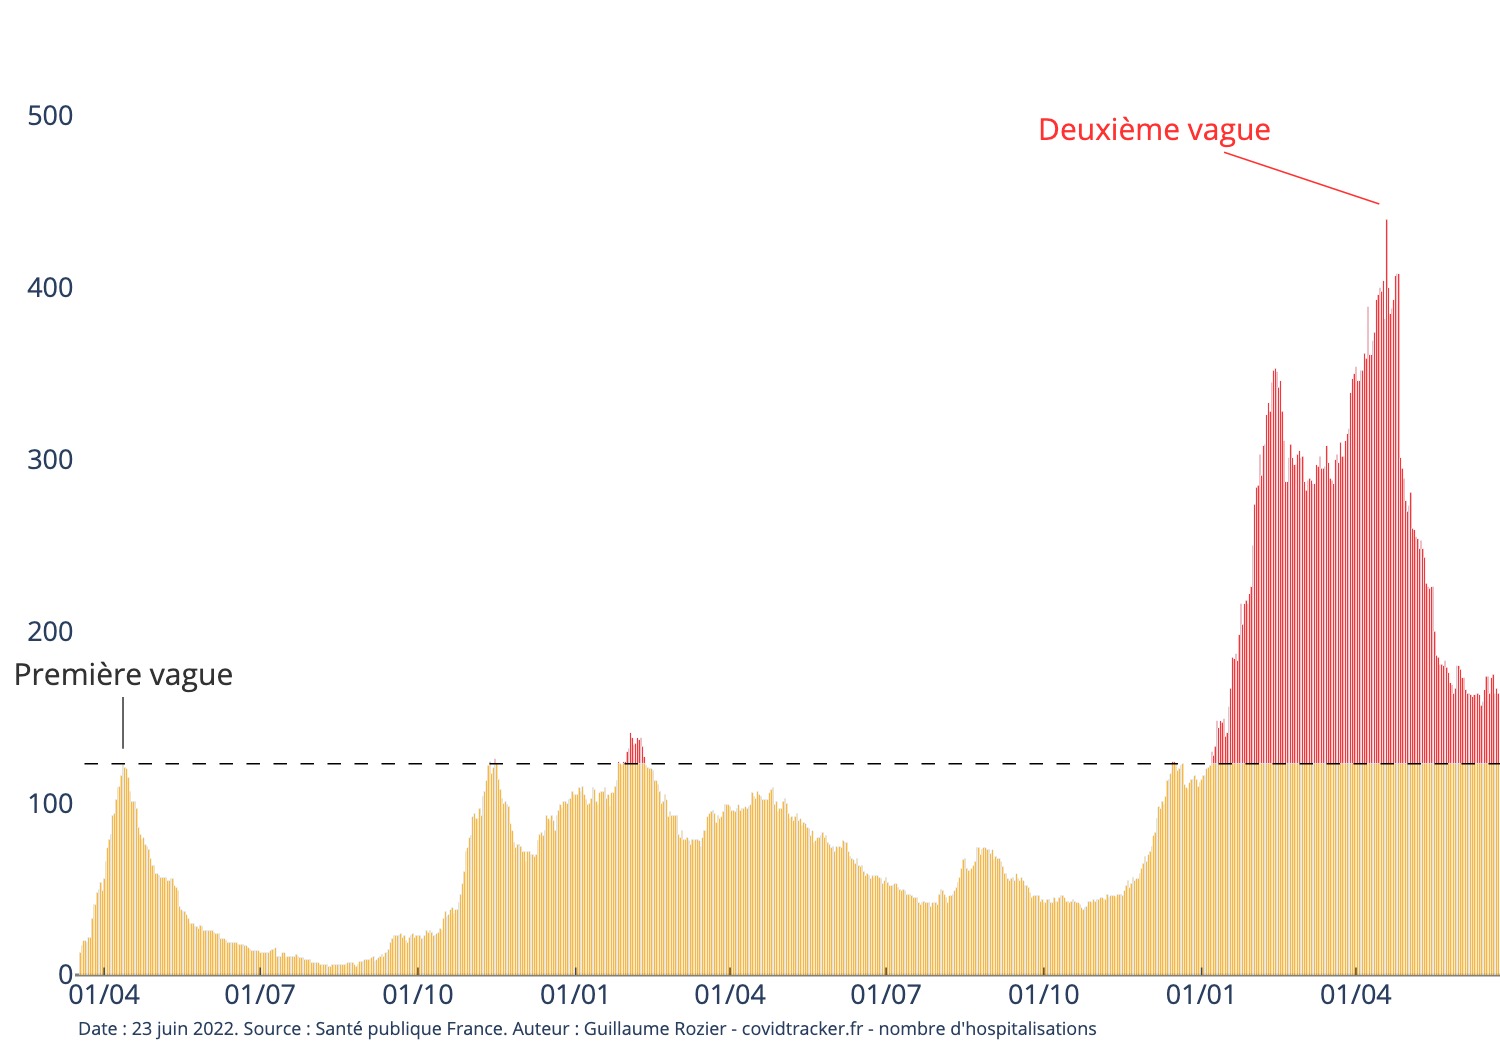 500
Deuxième vague
400
300
200
Première vague
100
0
01/04 01/07 01/10 01/01 01/04 01/07 01/10 01/01 01/04
Date : 23 juin 2022. Source : Santé publique France. Auteur : Guillaume Rozier - covidtracker.fr - nombre d'hospitalisations